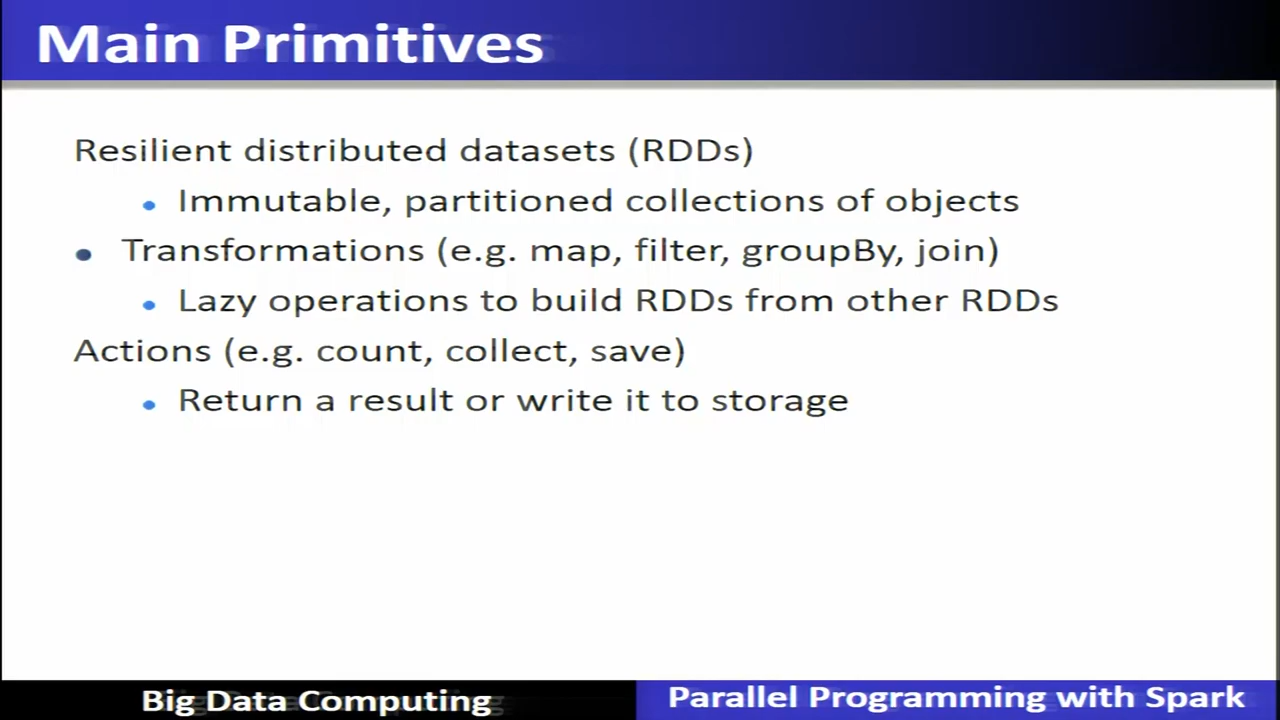 Main Primitives
Resilient distributed datasets (RDDs)
• Immutable, partitioned collections of objects
• Transformations (e.g. map, filter, groupBy, join)
• Lazy operations to build RDDs from other RDDs
Actions (e.g. count, collect, save)
• Return a result or write it to storage
Big Data Computing
Parallel Programming with Spark